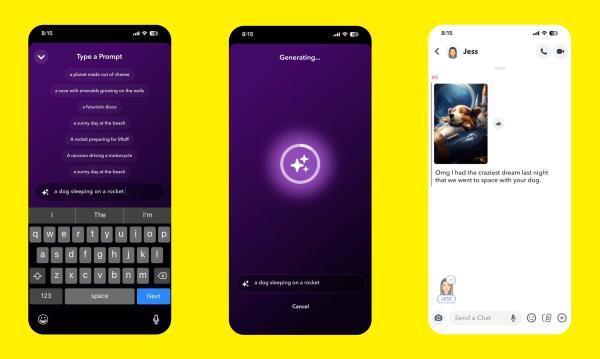 8:15
Type a Prompt
a planet made out of cheese
a cave with emeralds growing on the walls
a futuristic disco
a sunny day at the beach
A rocket preparing for liftoff
A raccoon driving a motorcycle
a sunny day at the beach
a dog sleeping on a rocket
I The I'm
q w e r t y u i o p
a s d f g h j k l
z x c v b n m
123 space Next
8:15
Generating...
a dog sleeping on a rocket
Cancel
8:15
Jess
ME
Omg I had the craziest dream last night
that we went to space with your dog.
JESS
Send a Chat